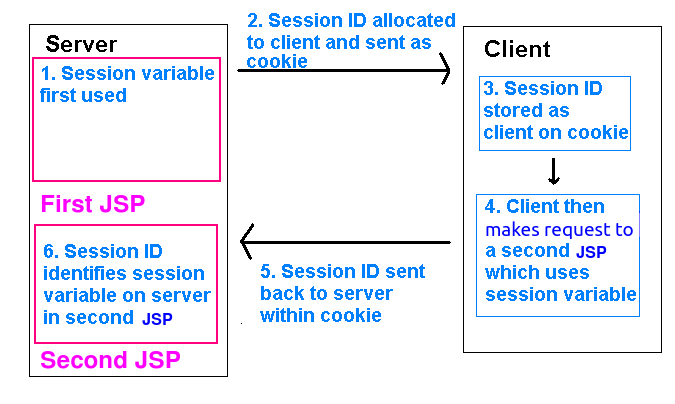 Server
1. Session variable
first used
First JSP
2. Session ID allocated
to client and sent as
cookie
Client
3. Session ID
stored as
client on cookie
4. Client then
makes request to
a second JSP
which uses
session variable
5. Session ID sent
back to server
within cookie
6. Session ID
identifies session
variable on server
in second JSP
Second JSP